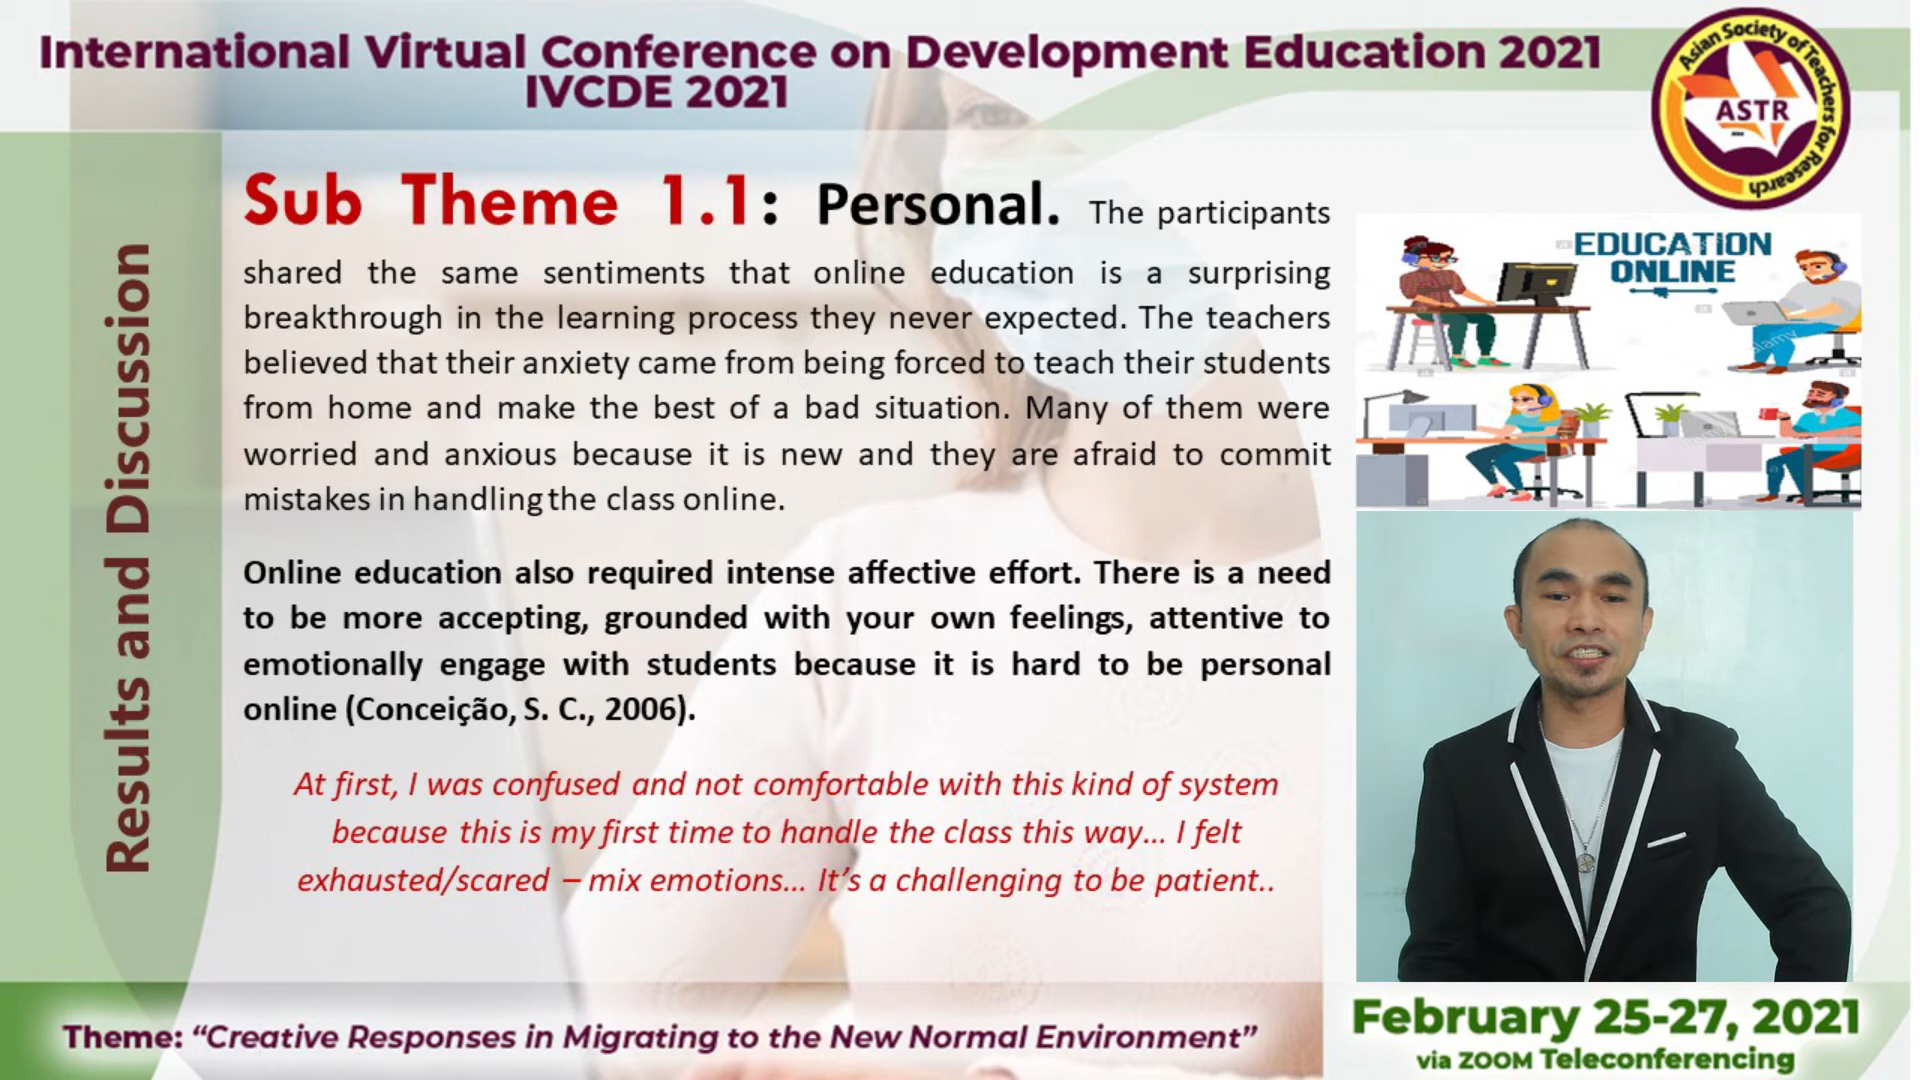 International Virtual Conference on Development Education 2021
IVCDE 2021
Asian Society of Teachers for Research
ASTR
Results and Discussion
Sub Theme 1.1: Personal. The participants
shared the same sentiments that online education is a surprising
breakthrough in the learning process they never expected. The teachers
believed that their anxiety came from being forced to teach their students
from home and make the best of a bad situation. Many of them were
worried and anxious because it is new and they are afraid to commit
mistakes in handling the class online.
Online education also required intense affective effort. There is a need
to be more accepting, grounded with your own feelings, attentive to
emotionally engage with students because it is hard to be personal
online (Conceição, S. C., 2006).
At first, I was confused and not comfortable with this kind of system
because this is my first time to handle the class this way... I felt
exhausted/scared – mix emotions... It's a challenging to be patient..
EDUCATION
ONLINE
alamy
Theme: “Creative Responses in Migrating to the New Normal Environment”
February 25-27, 2021
via ZOOM Teleconferencing